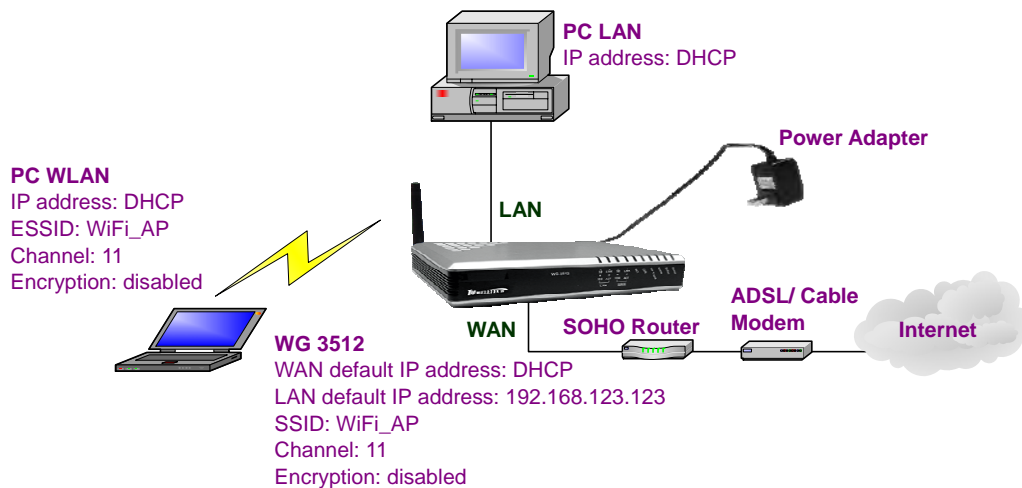 PC LAN
IP address: DHCP
Power Adapter
PC WLAN
IP address: DHCP
ESSID: WiFi_AP
Channel: 11
Encryption: disabled
LAN
WG-3512
WAN
SOHO Router
ADSL/ Cable
Modem
Internet
WG 3512
WAN default IP address: DHCP
LAN default IP address: 192.168.123.123
SSID: WiFi_AP
Channel: 11
Encryption: disabled